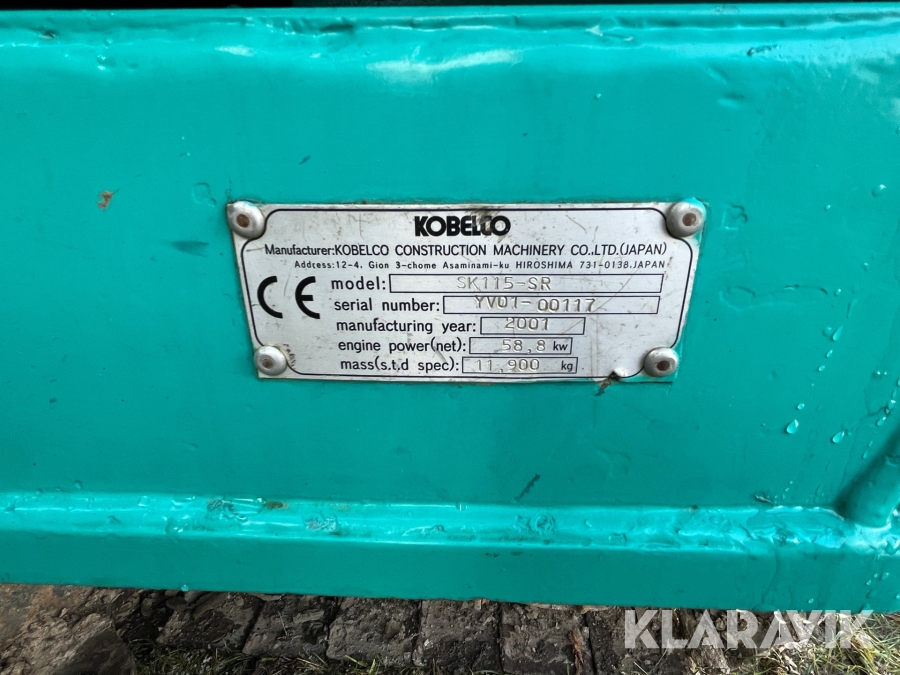 KOBELCO
Manufacturer:KOBELCO CONSTRUCTION MACHINERY CO.,LTD.(JAPAN)
Address:12-4, Gion 3-chome Asaminami-ku HIROSHIMA 731-0138.JAPAN
CE
model: SK115-SR
serial number: YV01-00117
manufacturing year: 2001
engine power(net): 58,8 kw
mass(s.t.d spec): 11,900 kg
KLARAVIK